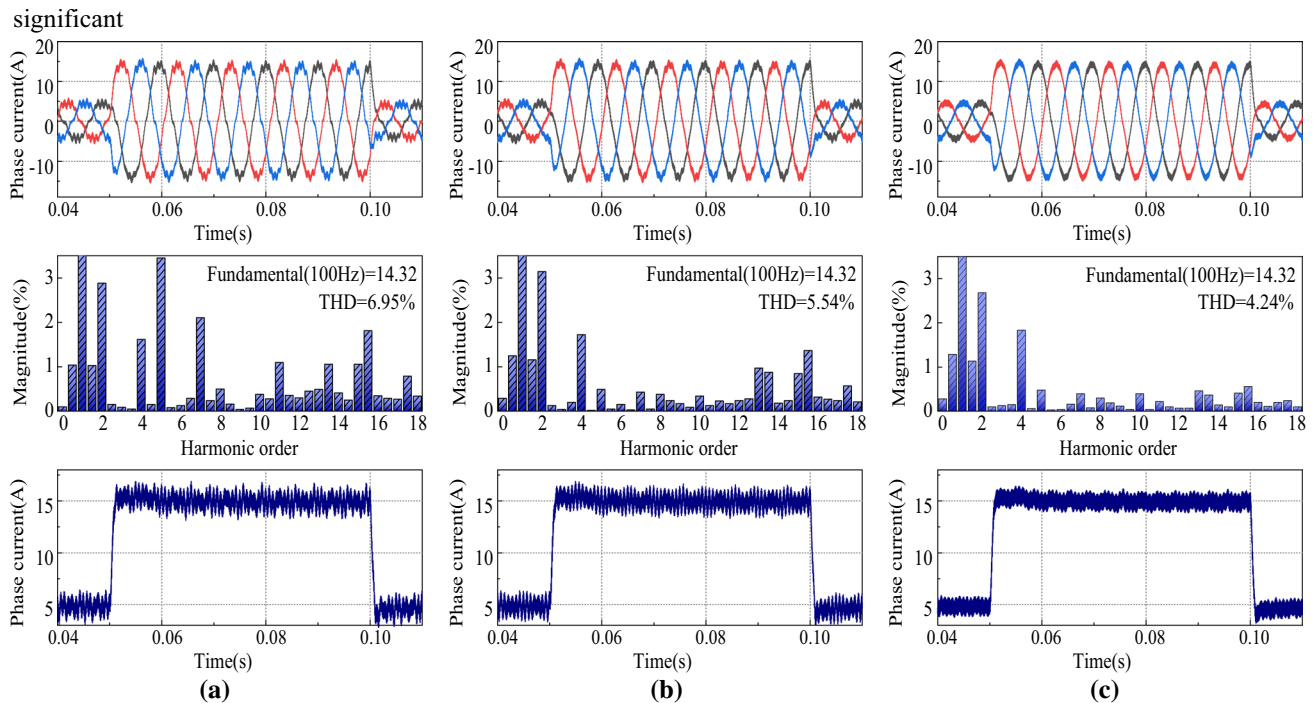 significant
Phase current(A)
20
10
0
-10
0.04 0.06 0.08 0.10
Time(s)
Phase current(A)
20
10
0
-10
0.04 0.06 0.08 0.10
Time(s)
Phase current(A)
20
10
0
-10
0.04 0.06 0.08 0.10
Time(s)
Magnitude(%)
3
2
1
0
Fundamental(100Hz)=14.32
THD=6.95%
0 2 4 6 8 10 12 14 16 18
Harmonic order
Magnitude(%)
3
2
1
0
Fundamental(100Hz)=14.32
THD=5.54%
0 2 4 6 8 10 12 14 16 18
Harmonic order
Magnitude(%)
3
2
1
0
Fundamental(100Hz)=14.32
THD=4.24%
0 2 4 6 8 10 12 14 16 18
Harmonic order
Phase current(A)
15
10
5
0.04 0.06 0.08 0.10
Time(s)
(a)
Phase current(A)
15
10
5
0.04 0.06 0.08 0.10
Time(s)
(b)
Phase current(A)
15
10
5
0.04 0.06 0.08 0.10
Time(s)
(c)